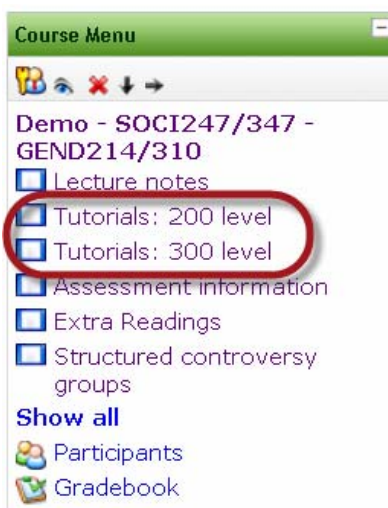 Course Menu
Demo - SOCI247/347 -
GEND214/310
Lecture notes
Tutorials: 200 level
Tutorials: 300 level
Assessment information
Extra Readings
Structured controversy
groups
Show all
Participants
Gradebook